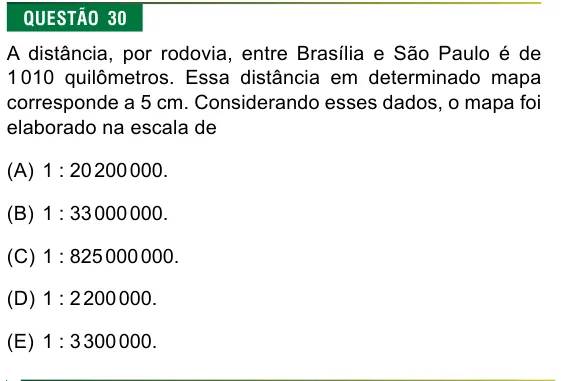 QUESTÃO 30
A distância, por rodovia, entre Brasília e São Paulo é de
1010 quilômetros. Essa distância em determinado mapa
corresponde a 5 cm. Considerando esses dados, o mapa foi
elaborado na escala de
(A) 1 : 20200000.
(B) 1 : 33000000.
(C) 1 : 825000000.
(D) 1 : 2200000.
(E) 1 : 3300000.